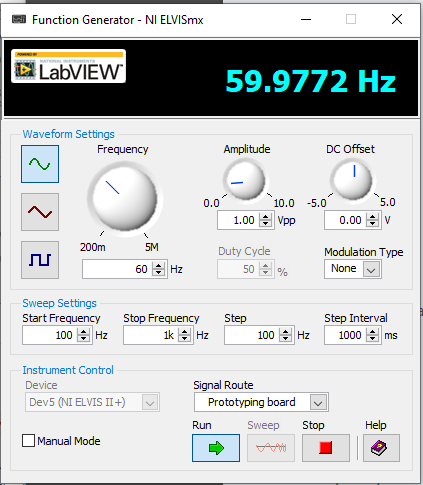 Function Generator - NI ELVISmx
POWERED BY
NATIONAL INSTRUMENTS
LabVIEW™
59.9772 Hz
Waveform Settings
Frequency
Amplitude
DC Offset
0.0 10.0
-5.0 5.0
200m 5M
1.00 Vpp
0.00 V
60 Hz
Duty Cycle
50 %
Modulation Type
None
Sweep Settings
Start Frequency Stop Frequency Step Step Interval
100 Hz 1k Hz 100 Hz 1000 ms
Instrument Control
Device
Signal Route
Dev5 (NI ELVIS II+)
Prototyping board
Run Sweep Stop Help
Manual Mode